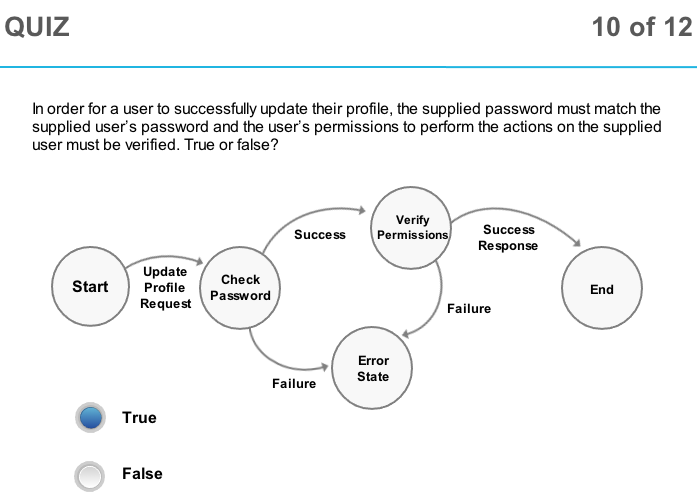 QUIZ
10 of 12
In order for a user to successfully update their profile, the supplied password must match the
supplied user's password and the user's permissions to perform the actions on the supplied
user must be verified. True or false?
Start
Update
Profile
Request
Check
Password
Success
Verify
Permissions
Success
Response
End
Failure
Error
State
Failure
True
False